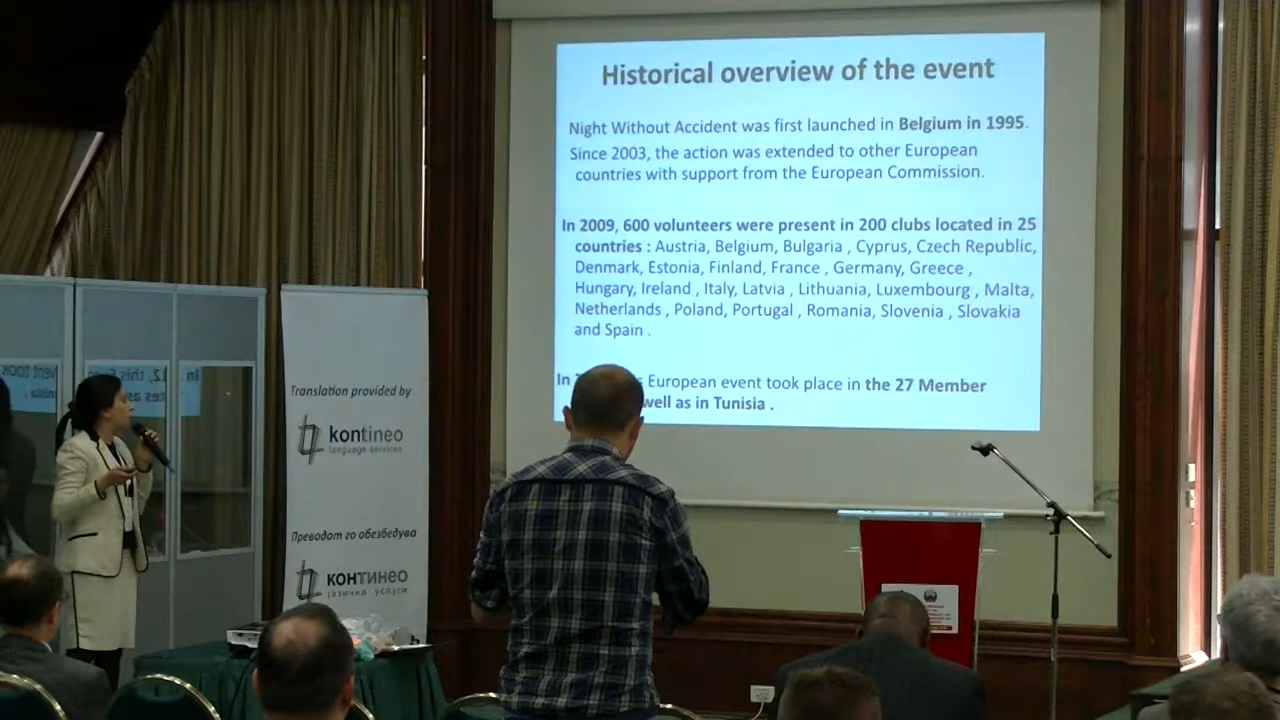 Historical overview of the event
Night Without Accident was first launched in Belgium in 1995.
Since 2003, the action was extended to other European
countries with support from the European Commission.
In 2009, 600 volunteers were present in 200 clubs located in 25
countries : Austria, Belgium, Bulgaria , Cyprus, Czech Republic,
Denmark, Estonia, Finland, France , Germany, Greece ,
Hungary, Ireland , Italy, Latvia , Lithuania, Luxembourg , Malta,
Netherlands , Poland, Portugal , Romania, Slovenia , Slovakia
and Spain .
In European event took place in the 27 Member
well as in Tunisia .
Translation provided by
kontineo
language services
Преводот го обезбедува
КОНТИНЕО
јазички услуги